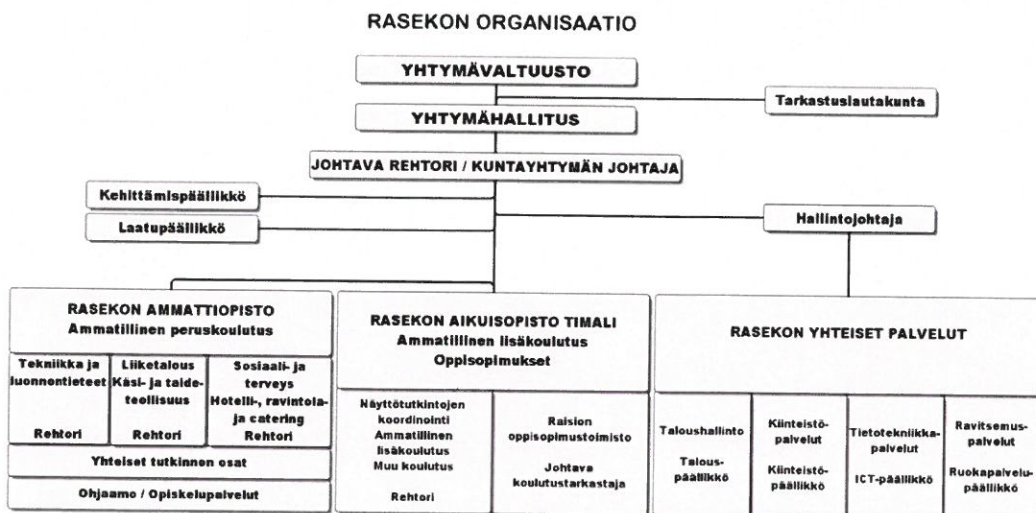 RASEKON ORGANISAATIO
YHTYMÄVALTUUSTO
Tarkastuslautakunta
YHTYMÄHALLITUS
JOHTAVA REHTORI / KUNTAYHTYMÄN JOHTAJA
Kehittämispäällikkö
Laatupäällikkö
Hallintojohtaja
RASEKON AMMATTIOPISTO
Ammatillinen peruskoulutus
Tekniikka ja
luonnontieteet
Rehtori
Liiketalous
Käsi- ja taide-
teollisuus
Rehtori
Sosiaali- ja
terveys
Hotelli-, ravintola-
ja catering
Rehtori
Yhteiset tutkinnon osat
Ohjaamo / Opiskelupalvelut
RASEKON AIKUISOPISTO TIMALI
Ammatillinen lisäkoulutus
Oppisopimukset
Näyttötutkintojen
koordinointi
Ammatillinen
lisäkoulutus
Muu koulutus
Rehtori
Raision
oppisopimustoimisto
Johtava
koulutustarkastaja
RASEKON YHTEISET PALVELUT
Taloushallinto
Talous-
päällikkö
Kiinteistö-
palvelut
Kiinteistö-
päällikkö
Tietotekniikka-
palvelut
ICT-päällikkö
Ravitsemus-
palvelut
Ruokapalvelu-
päällikkö